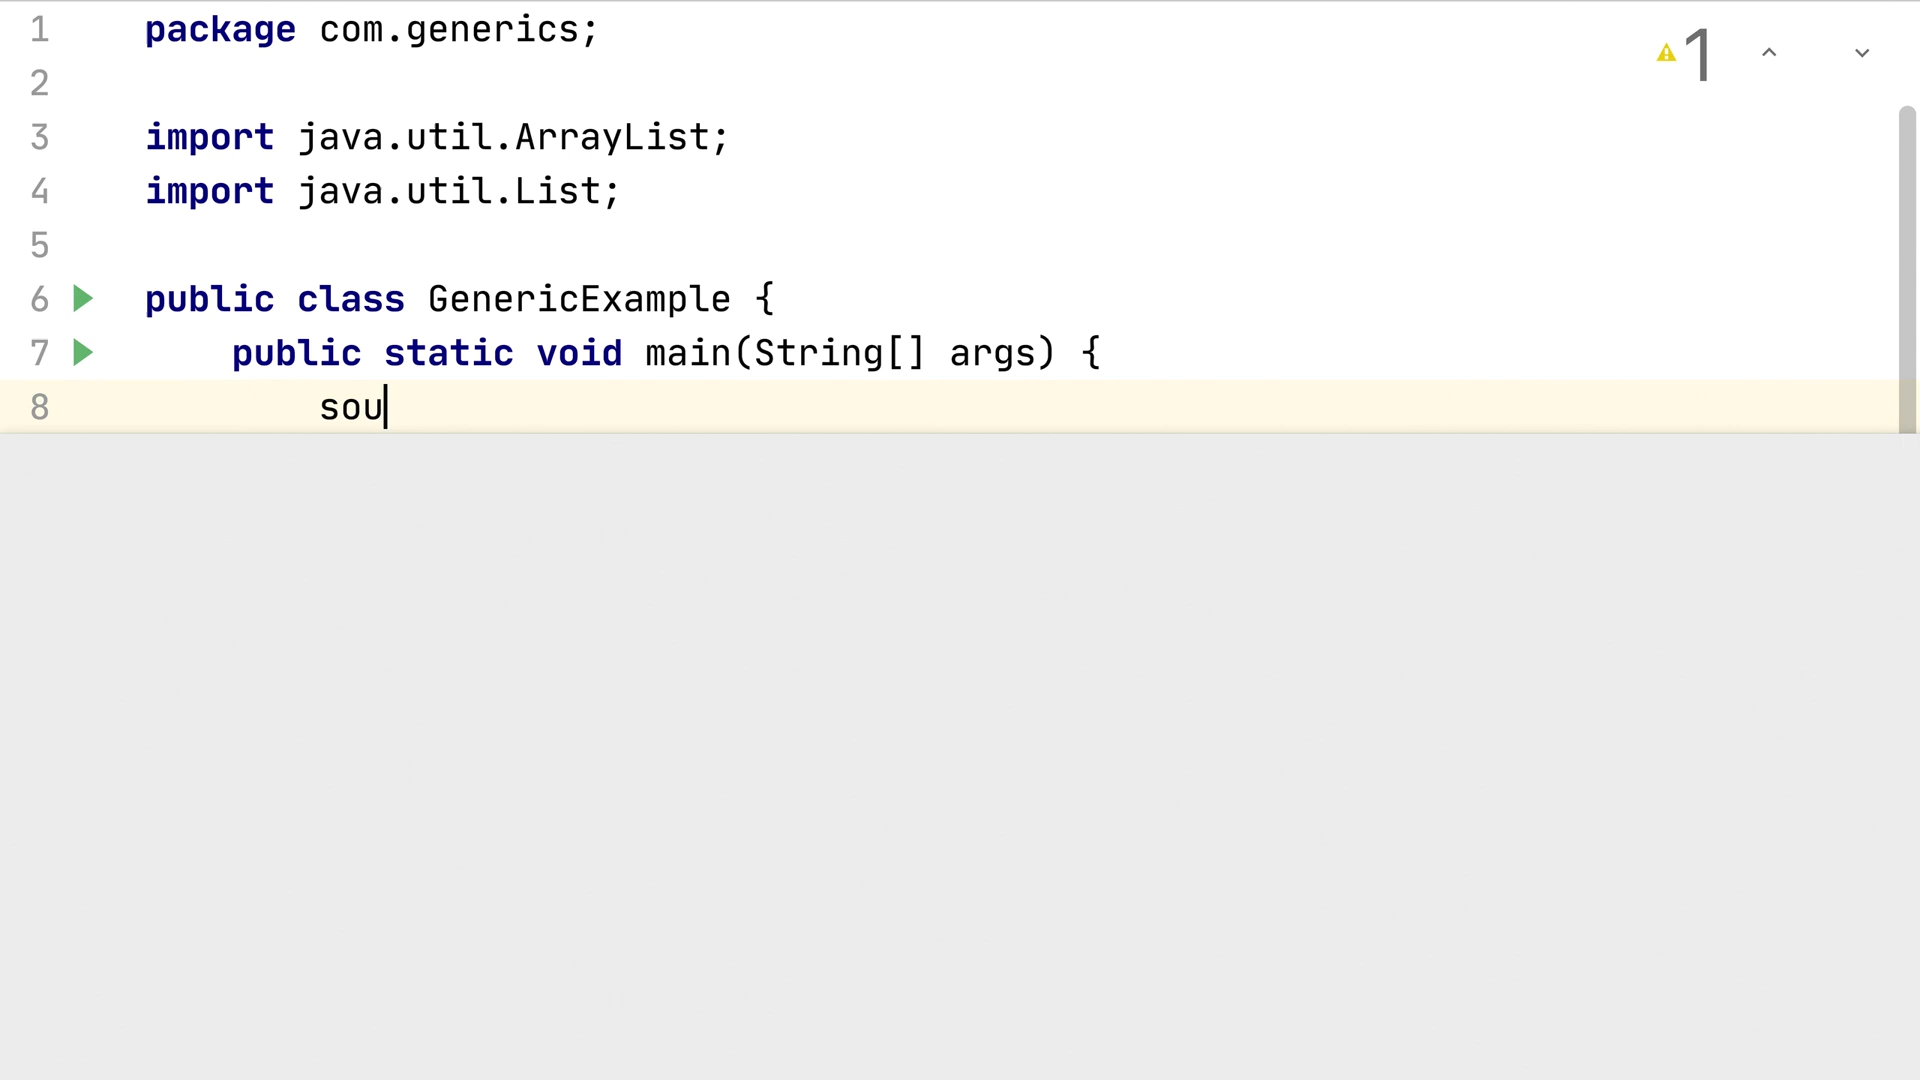 1 package com.generics;
2
3 import java.util.ArrayList;
4 import java.util.List;
5
6 public class GenericExample {
7 public static void main(String[] args) {
8 sou
1